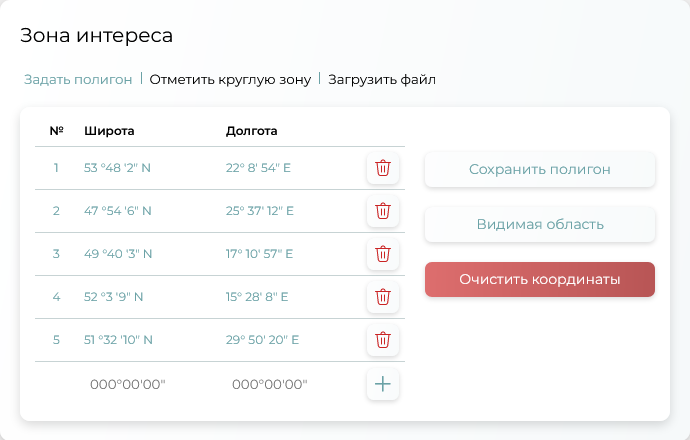 Зона интереса
Задать полигон | Отметить круглую зону | Загрузить файл
№ Широта Долгота
1 53 °48 '2" N 22° 8' 54" E
Сохранить полигон
2 47 °54 '6" N 25° 37' 12" E
Видимая область
3 49 °40 '3" N 17° 10' 57" E
Очистить координаты
4 52 °3 '9" N 15° 28' 8" E
5 51 °32 '10" N 29° 50' 20" E
000°00'00" 000°00'00"